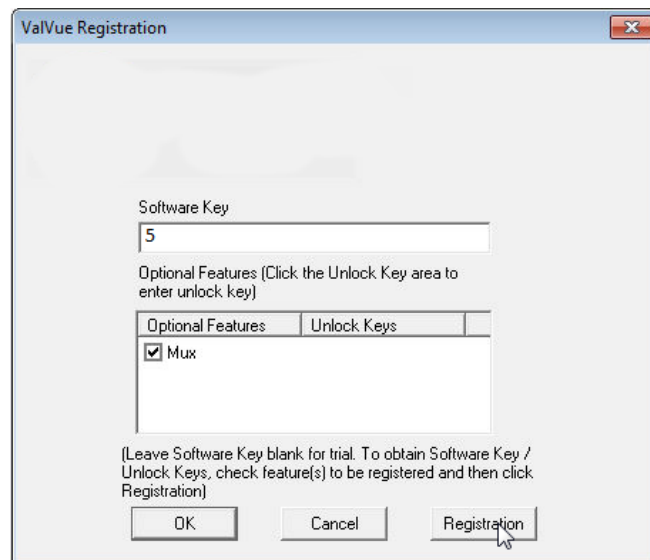 ValVue Registration
Software Key
5
Optional Features (Click the Unlock Key area to
enter unlock key)
Optional Features Unlock Keys
Mux
(Leave Software Key blank for trial. To obtain Software Key /
Unlock Keys, check feature(s) to be registered and then click
Registration)
OK Cancel Registration